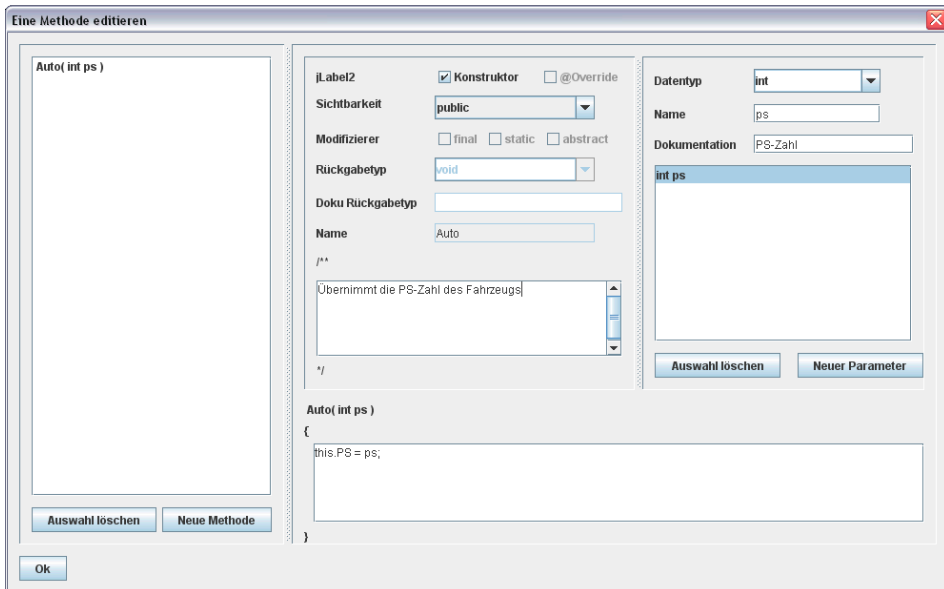 Eine Methode editieren
Auto( int ps )
Auswahl löschen
Neue Methode
Ok
jLabel2
Konstruktor
@Override
Sichtbarkeit
public
Modifizierer
final
static
abstract
Rückgabetyp
void
Doku Rückgabetyp
Name
Auto
/**
Übernimmt die PS-Zahl des Fahrzeugs
*/
Datentyp
int
Name
ps
Dokumentation
PS-Zahl
int ps
Auswahl löschen
Neuer Parameter
Auto( int ps )
{
this.PS = ps;
}